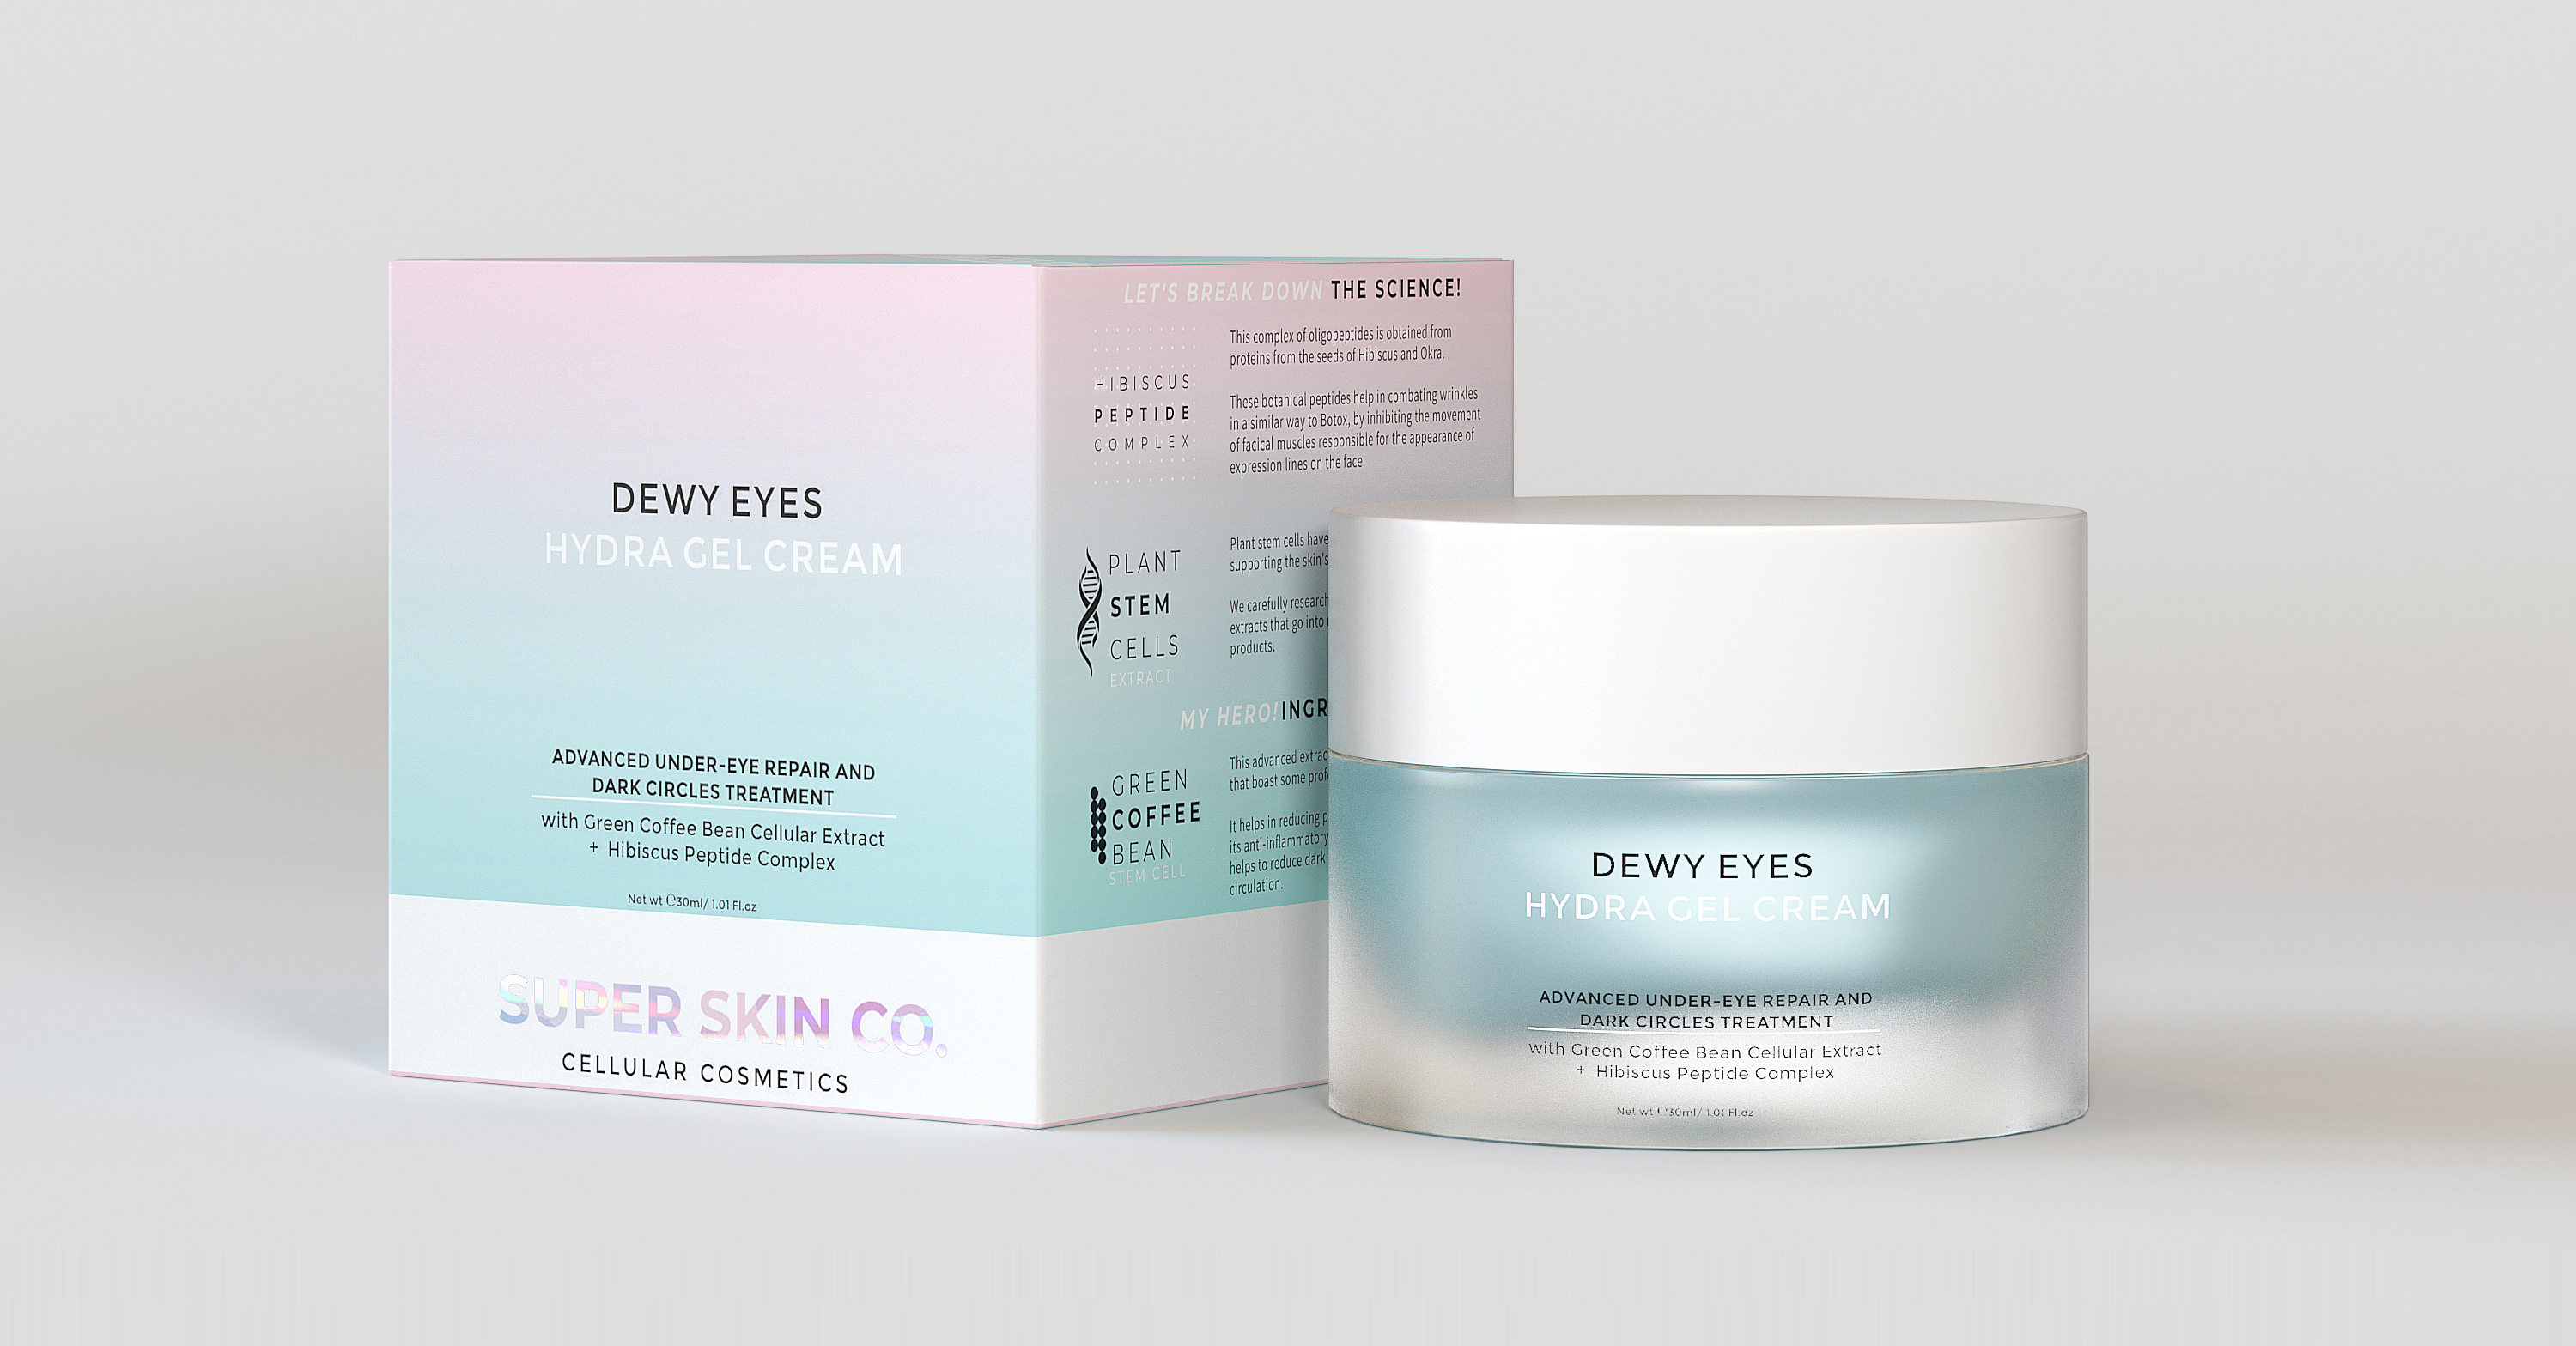 DEWY EYES
HYDRA GEL CREAM
ADVANCED UNDER-EYE REPAIR AND
DARK CIRCLES TREATMENT
with Green Coffee Bean Cellular Extract
+ Hibiscus Peptide Complex
Net wt ℮30ml/ 1.01 Fl.oz
SUPER SKIN CO.
CELLULAR COSMETICS
LET'S BREAK DOWN THE SCIENCE!
HIBISCUS
PEPTIDE
COMPLEX
This complex of oligopeptides is obtained from
proteins from the seeds of Hibiscus and Okra.
These botanical peptides help in combating wrinkles
in a similar way to Botox, by inhibiting the movement
of facical muscles responsible for the appearance of
expression lines on the face.
PLANT
STEM
CELLS
EXTRACT
Plant stem cells have
supporting the skin's
We carefully research
extracts that go into
products.
MY HERO! INGR
GREEN
COFFEE
BEAN
STEM CELL
This advanced extrac
that boast some prof
It helps in reducing p
its anti-inflammatory
helps to reduce dark
circulation.
DEWY EYES
HYDRA GEL CREAM
ADVANCED UNDER-EYE REPAIR AND
DARK CIRCLES TREATMENT
with Green Coffee Bean Cellular Extract
+ Hibiscus Peptide Complex
Net wt ℮30ml/ 1.01 Fl.oz